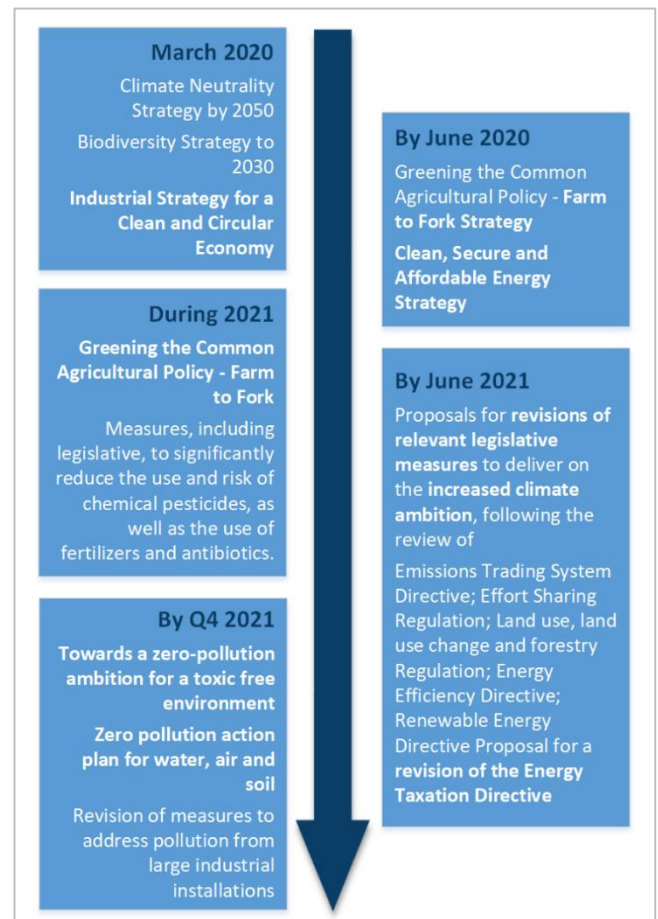 March 2020
Climate Neutrality
Strategy by 2050
Biodiversity Strategy to
2030
Industrial Strategy for a
Clean and Circular
Economy
By June 2020
Greening the Common
Agricultural Policy - Farm
to Fork Strategy
Clean, Secure and
Affordable Energy
Strategy
During 2021
Greening the Common
Agricultural Policy - Farm
to Fork
Measures, including
legislative, to significantly
reduce the use and risk of
chemical pesticides, as
well as the use of
fertilizers and antibiotics.
By June 2021
Proposals for revisions of
relevant legislative
measures to deliver on
the increased climate
ambition, following the
review of
Emissions Trading System
Directive; Effort Sharing
Regulation; Land use, land
use change and forestry
Regulation; Energy
Efficiency Directive;
Renewable Energy
Directive Proposal for a
revision of the Energy
Taxation Directive
By Q4 2021
Towards a zero-pollution
ambition for a toxic free
environment
Zero pollution action
plan for water, air and
soil
Revision of measures to
address pollution from
large industrial
installations